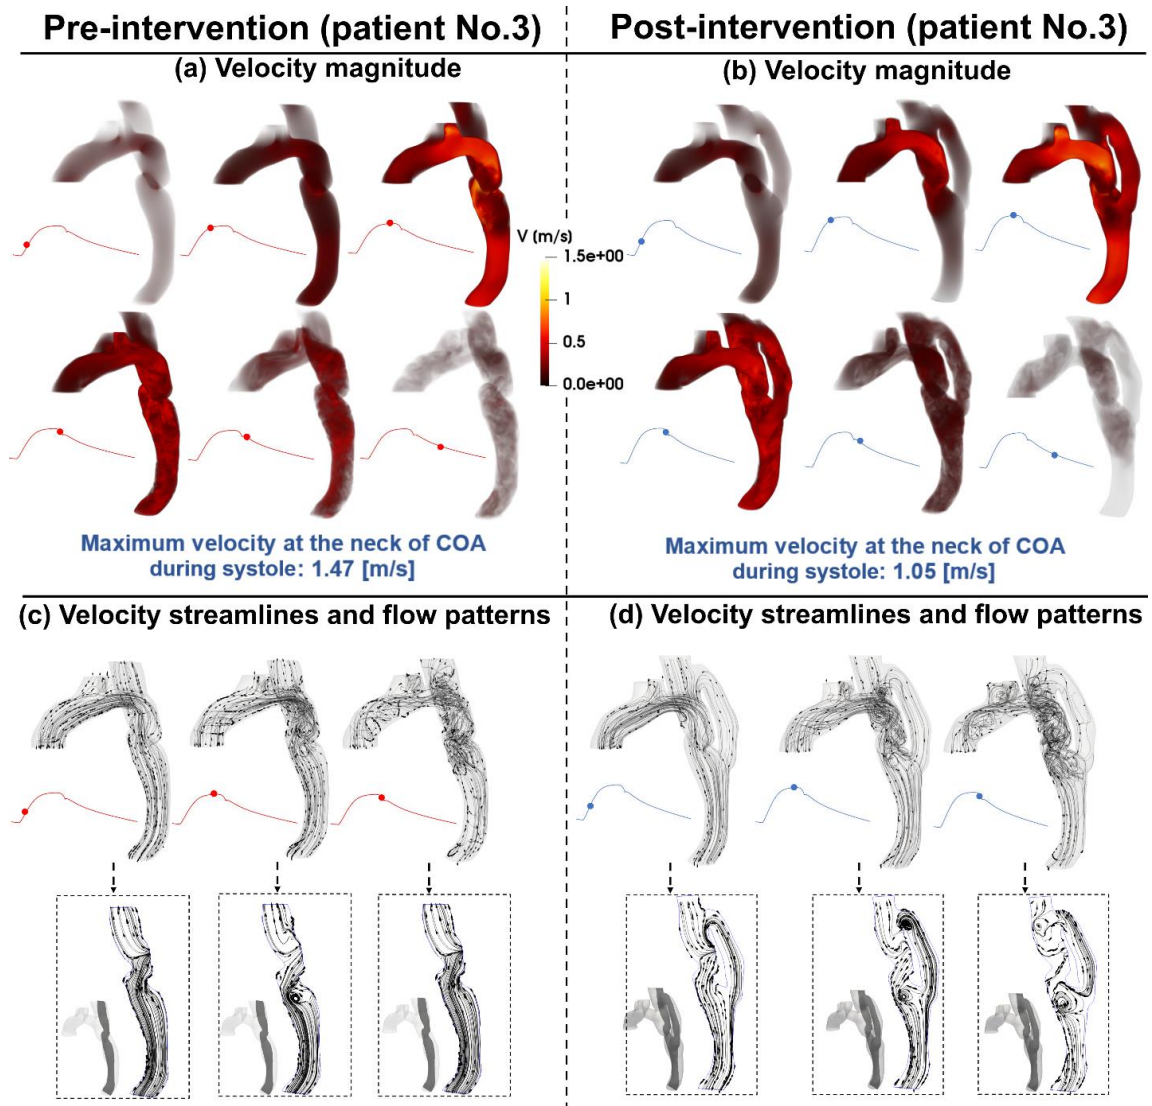 Pre-intervention (patient No.3)
Post-intervention (patient No.3)
(a) Velocity magnitude
(b) Velocity magnitude
V (m/s)
1.5e+00
1
0.5
0.0e+00
Maximum velocity at the neck of COA
during systole: 1.47 [m/s]
Maximum velocity at the neck of COA
during systole: 1.05 [m/s]
(c) Velocity streamlines and flow patterns
(d) Velocity streamlines and flow patterns